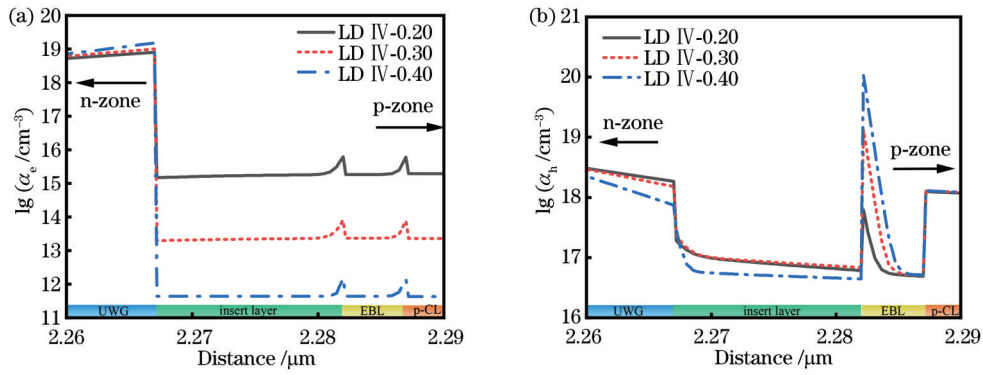 (a)
LD Ⅳ-0.20
LD Ⅳ-0.30
LD Ⅳ-0.40
n-zone
p-zone
lg (αe /cm⁻³)
20
19
18
17
16
15
14
13
12
11
UWG
insert layer
EBL
p-CL
2.26
2.27
2.28
2.29
Distance /μm
(b)
LD Ⅳ-0.20
LD Ⅳ-0.30
LD Ⅳ-0.40
n-zone
p-zone
lg (αh /cm⁻³)
21
20
19
18
17
16
UWG
insert layer
EBL
p-CL
2.26
2.27
2.28
2.29
Distance /μm